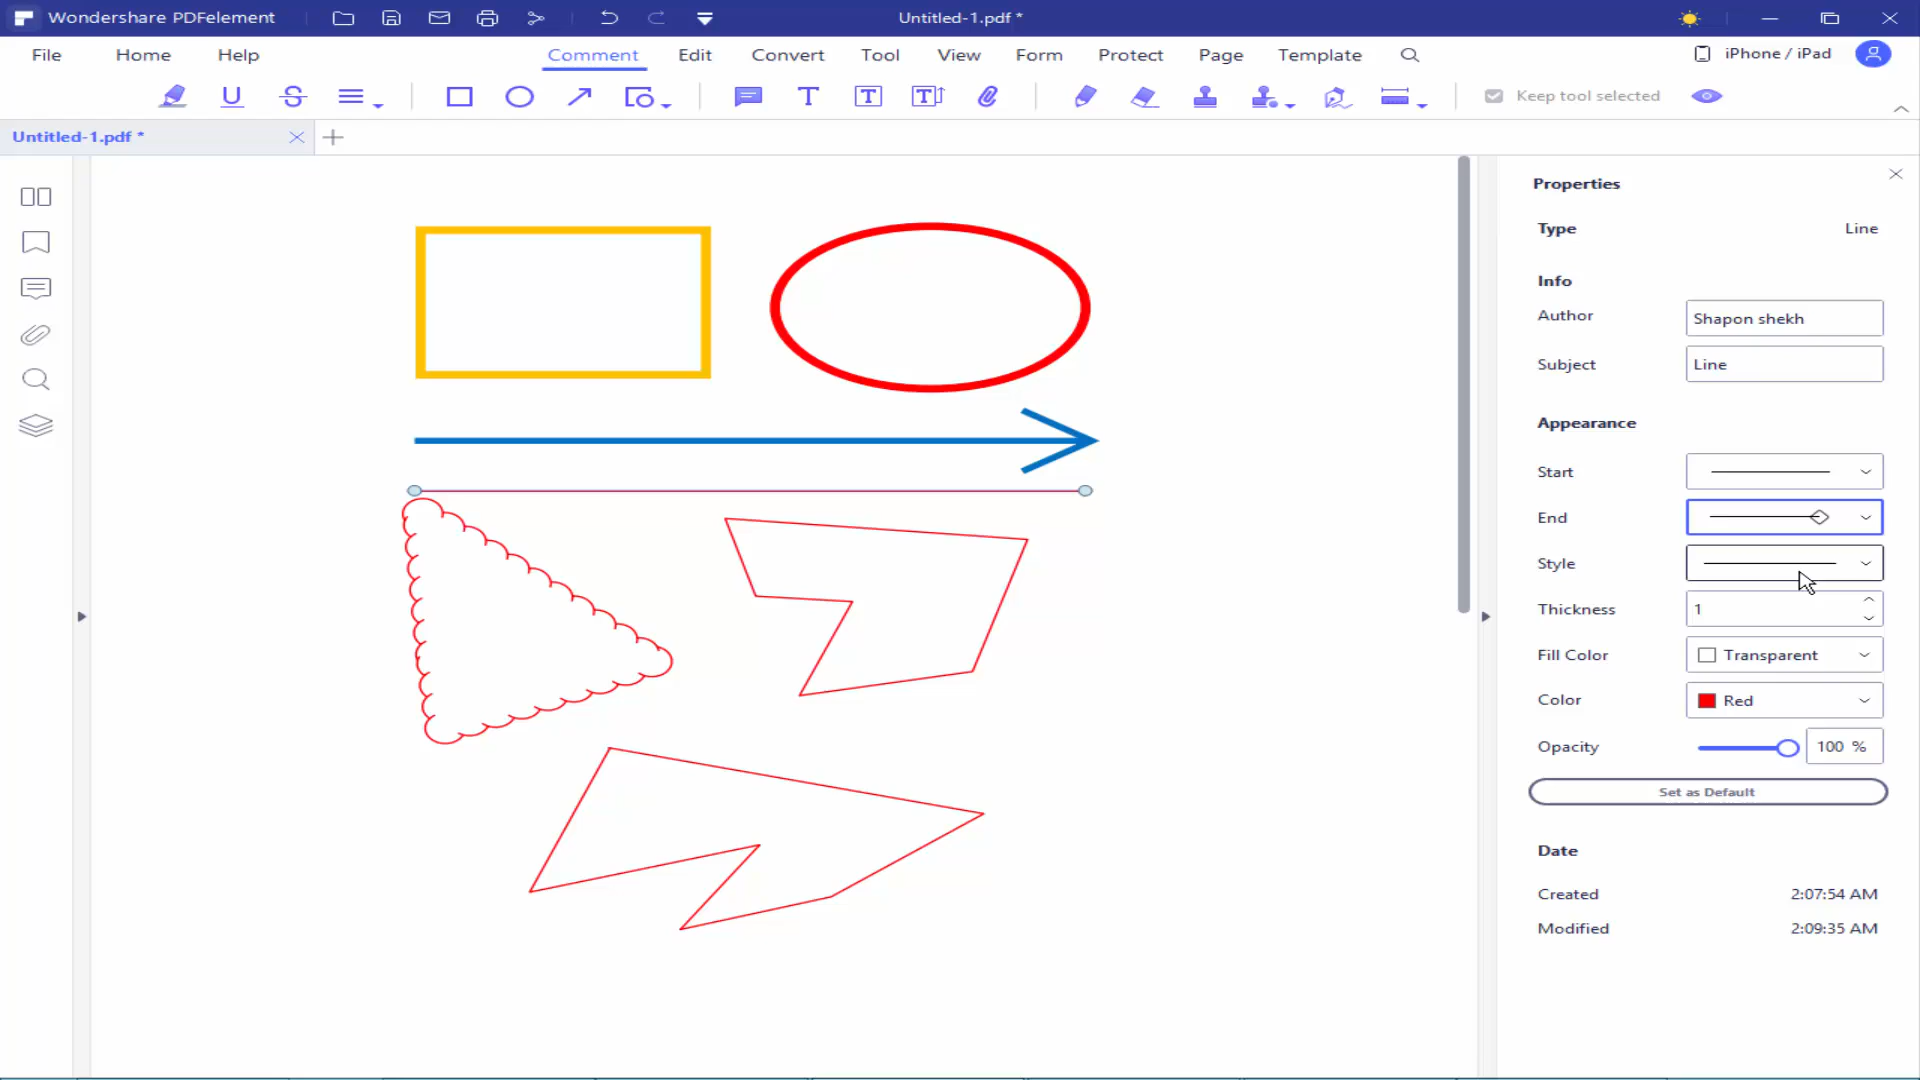 Wondershare PDFelement
Untitled-1.pdf *
File Home Help Comment Edit Convert Tool View Form Protect Page Template iPhone / iPad
Keep tool selected
Untitled-1.pdf *
Properties
Type Line
Info
Author Shapon shekh
Subject Line
Appearance
Start
End
Style
Thickness 1
Fill Color Transparent
Color Red
Opacity 100 %
Set as Default
Date
Created 2:07:54 AM
Modified 2:09:35 AM